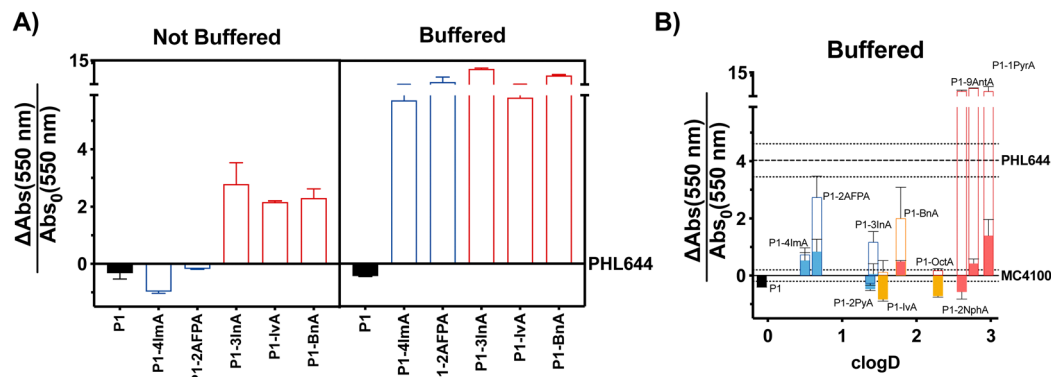 A)
Not Buffered
Buffered
ΔAbs(550 nm)
Abs₀(550 nm)
15
4
2
0
PHL644
P1
P1-4ImA
P1-2AFPA
P1-3InA
P1-IvA
P1-BnA
P1
P1-4ImA
P1-2AFPA
P1-3InA
P1-IvA
P1-BnA
B)
Buffered
ΔAbs(550 nm)
Abs₀(550 nm)
15
4
2
0
P1-1PyrA
P1-9AntA
PHL644
P1-2AFPA
P1-BnA
P1-3InA
P1-4ImA
P1-OctA
MC4100
P1
P1-2PyA
P1-IvA
P1-2NphA
0
1
2
3
clogD